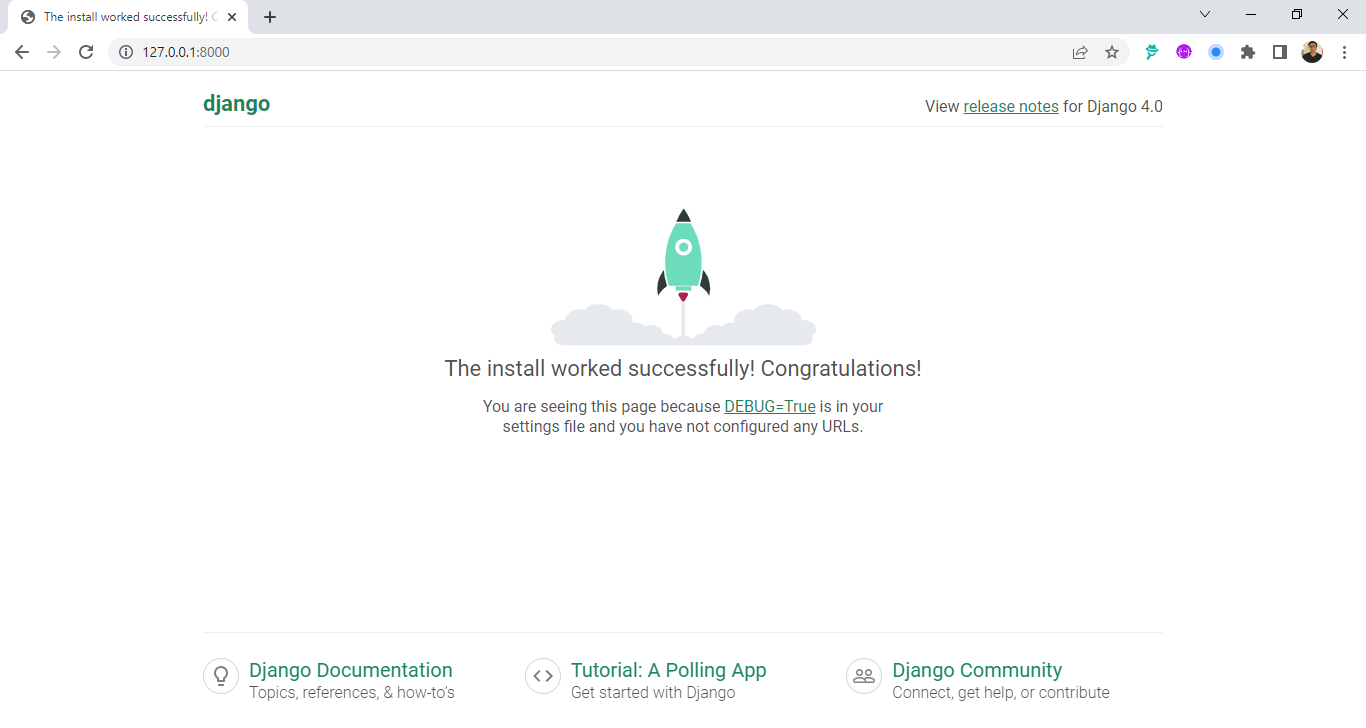 The install worked successfully! C
127.0.0.1:8000
django
View release notes for Django 4.0
The install worked successfully! Congratulations!
You are seeing this page because DEBUG=True is in your
settings file and you have not configured any URLs.
Django Documentation
Topics, references, & how-to's
Tutorial: A Polling App
Get started with Django
Django Community
Connect, get help, or contribute